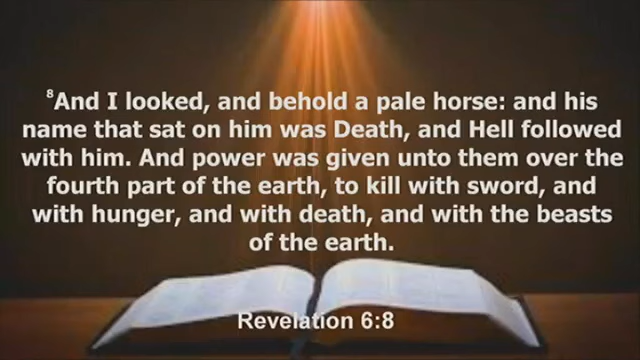 ⁸And I looked, and behold a pale horse: and his
name that sat on him was Death, and Hell followed
with him. And power was given unto them over the
fourth part of the earth, to kill with sword, and
with hunger, and with death, and with the beasts
of the earth.
Revelation 6:8